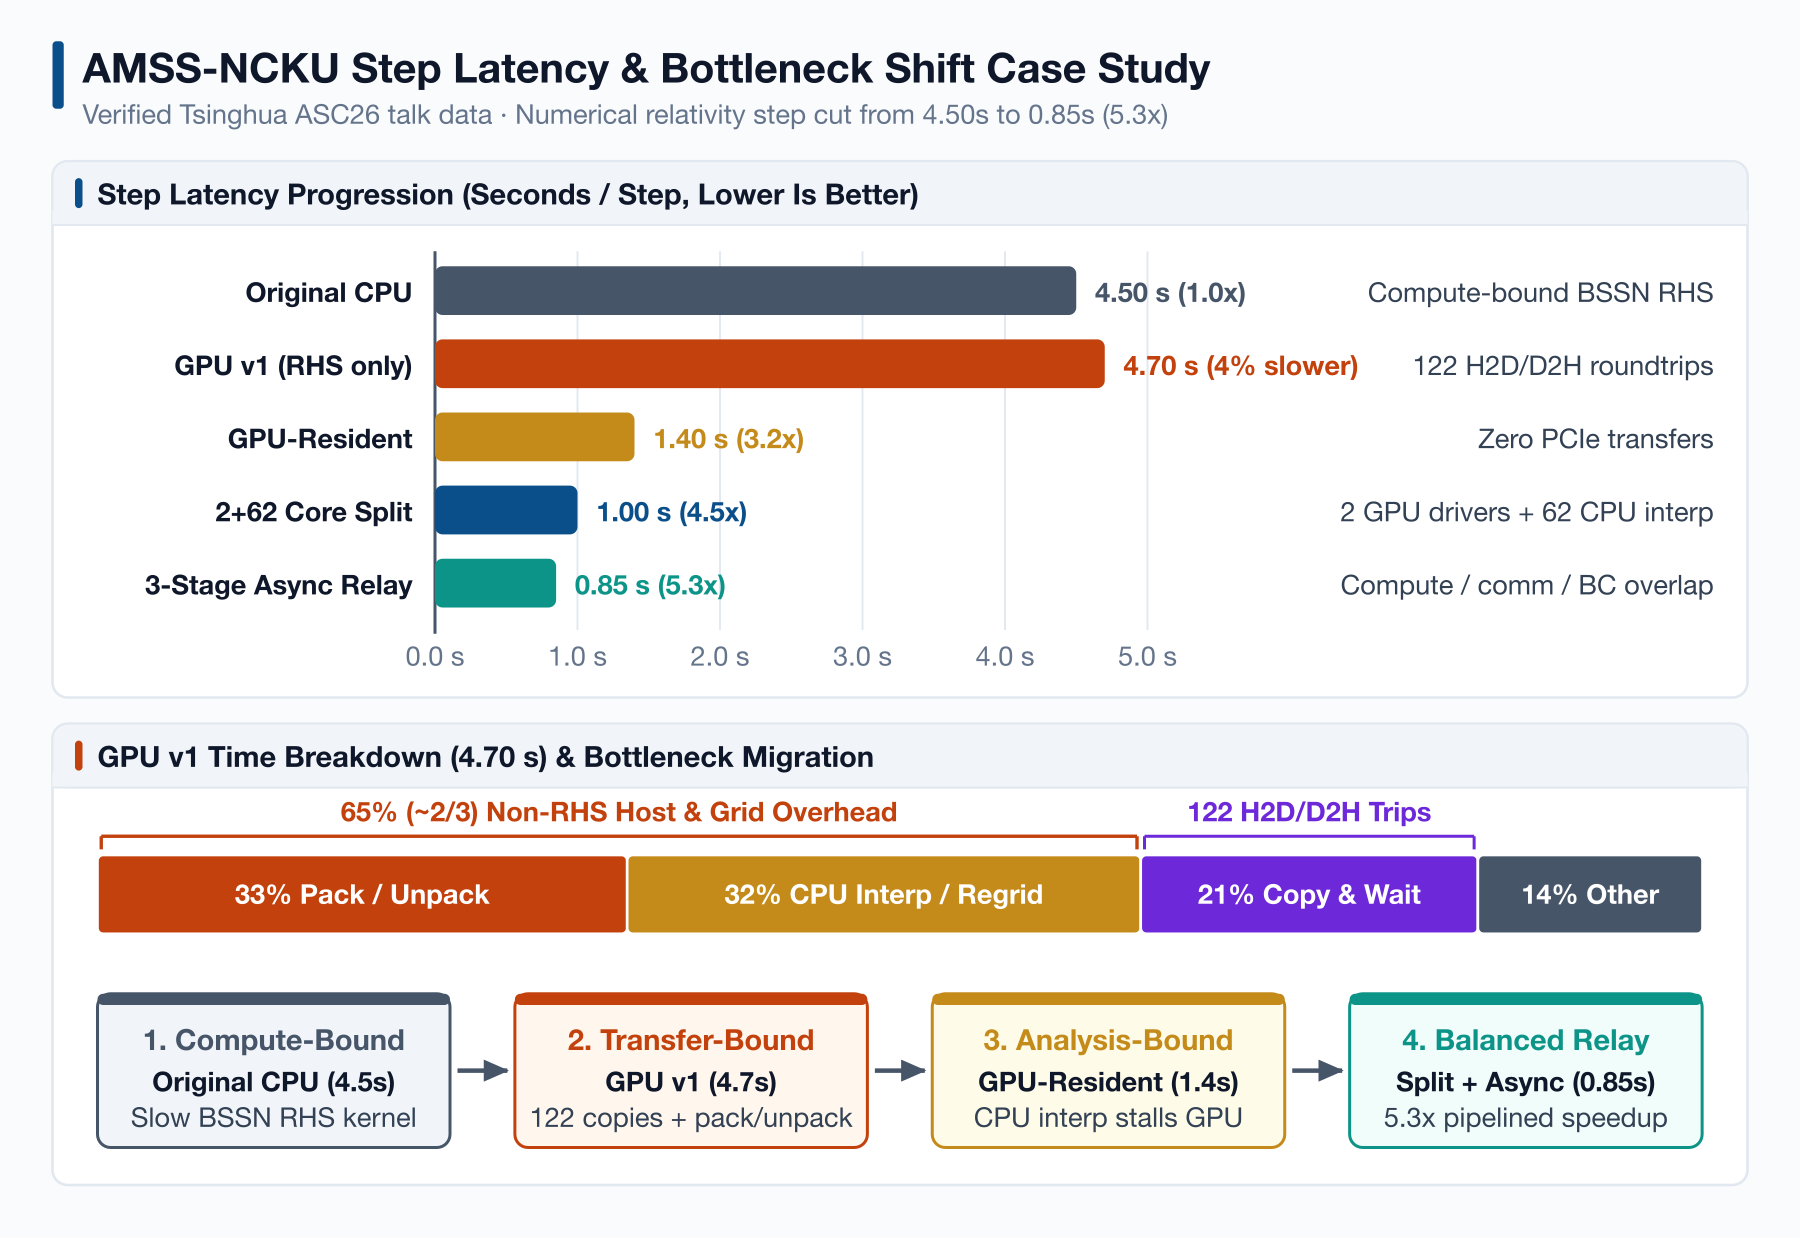 AMSS-NCKU Step Latency & Bottleneck Shift Case Study
Verified Tsinghua ASC26 talk data · Numerical relativity step cut from 4.50s to 0.85s (5.3x)
Step Latency Progression (Seconds / Step, Lower Is Better)
Original CPU 4.50 s (1.0x) Compute-bound BSSN RHS
GPU v1 (RHS only) 4.70 s (4% slower) 122 H2D/D2H roundtrips
GPU-Resident 1.40 s (3.2x) Zero PCIe transfers
2+62 Core Split 1.00 s (4.5x) 2 GPU drivers + 62 CPU interp
3-Stage Async Relay 0.85 s (5.3x) Compute / comm / BC overlap
0.0 s 1.0 s 2.0 s 3.0 s 4.0 s 5.0 s
GPU v1 Time Breakdown (4.70 s) & Bottleneck Migration
65% (~2/3) Non-RHS Host & Grid Overhead 122 H2D/D2H Trips
33% Pack / Unpack 32% CPU Interp / Regrid 21% Copy & Wait 14% Other
1. Compute-Bound
Original CPU (4.5s)
Slow BSSN RHS kernel
2. Transfer-Bound
GPU v1 (4.7s)
122 copies + pack/unpack
3. Analysis-Bound
GPU-Resident (1.4s)
CPU interp stalls GPU
4. Balanced Relay
Split + Async (0.85s)
5.3x pipelined speedup